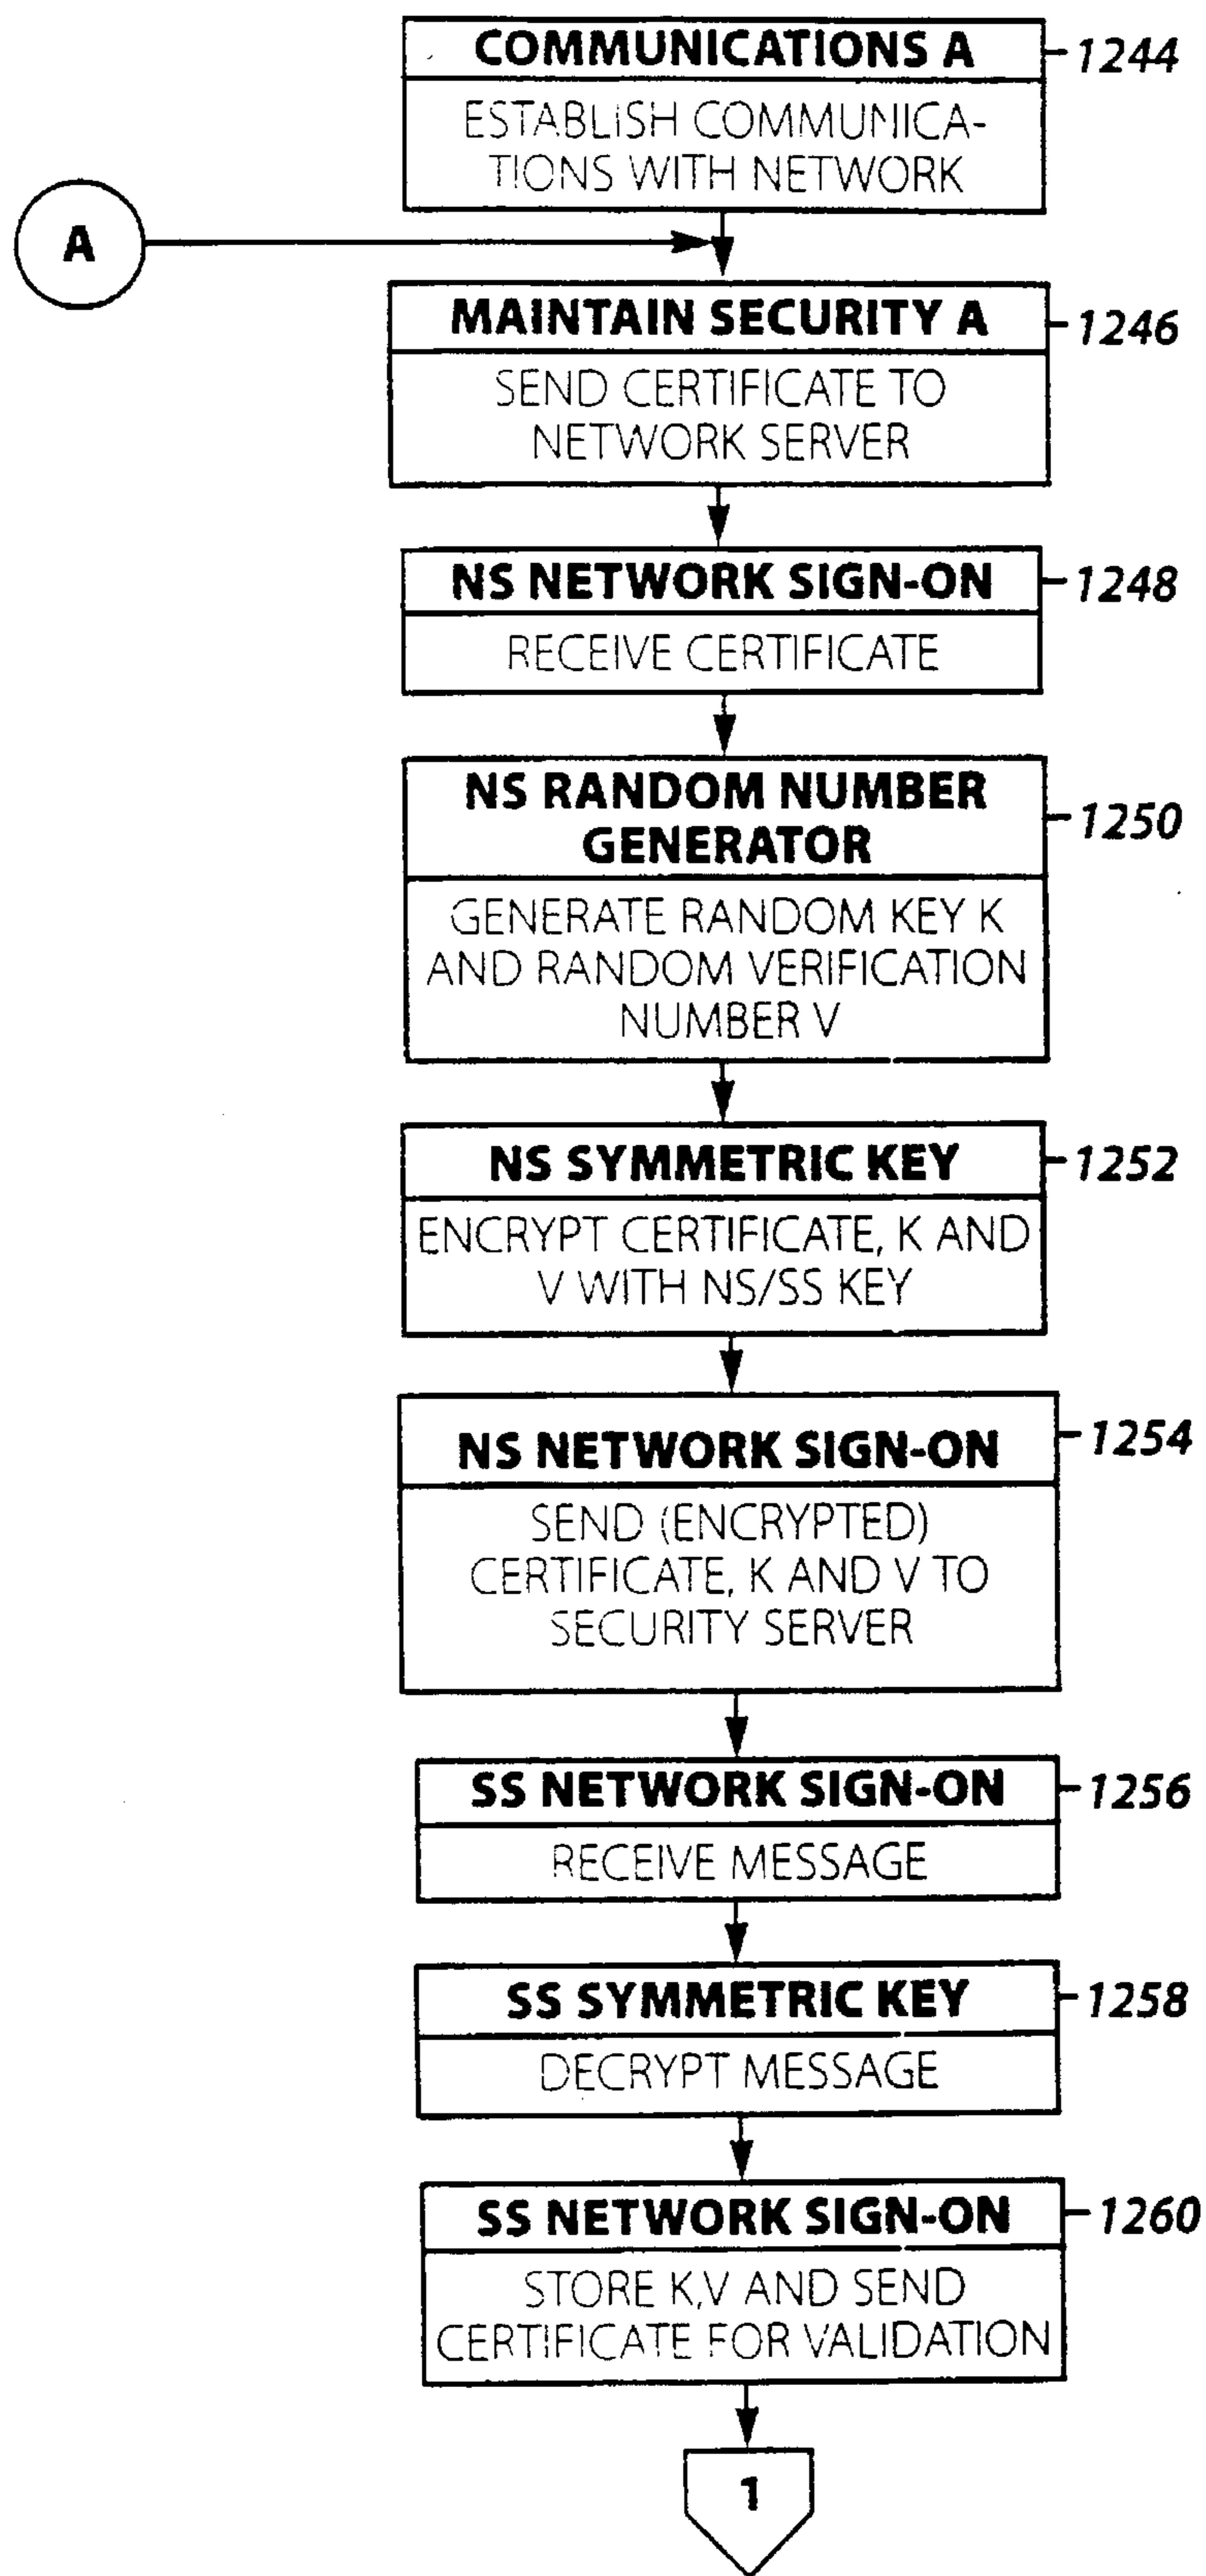 COMMUNICATIONS A
1244
ESTABLISH COMMUNICA-
TIONS WITH NETWORK
A
MAINTAIN SECURITY A
1246
SEND CERTIFICATE TO
NETWORK SERVER
NS NETWORK SIGN-ON
1248
RECEIVE CERTIFICATE
NS RANDOM NUMBER
GENERATOR
1250
GENERATE RANDOM KEY K
AND RANDOM VERIFICATION
NUMBER V
NS SYMMETRIC KEY
1252
ENCRYPT CERTIFICATE, K AND
V WITH NS/SS KEY
NS NETWORK SIGN-ON
1254
SEND (ENCRYPTED)
CERTIFICATE, K AND V TO
SECURITY SERVER
SS NETWORK SIGN-ON
1256
RECEIVE MESSAGE
SS SYMMETRIC KEY
1258
DECRYPT MESSAGE
SS NETWORK SIGN-ON
1260
STORE K,V AND SEND
CERTIFICATE FOR VALIDATION
1